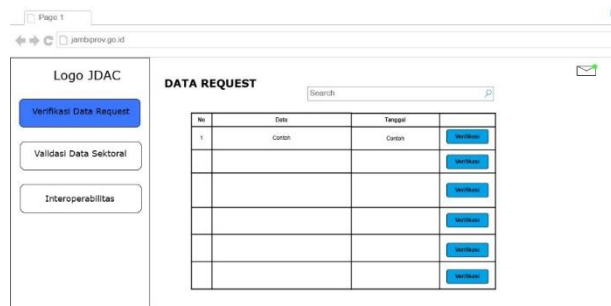 Page 1
jambiprov.go.id
Logo JDAC
Verifikasi Data Request
Validasi Data Sektoral
Interoperabilitas
DATA REQUEST
Search
No Data Tanggal
1 Contoh Contoh Verifikasi
Verifikasi
Verifikasi
Verifikasi
Verifikasi
Verifikasi